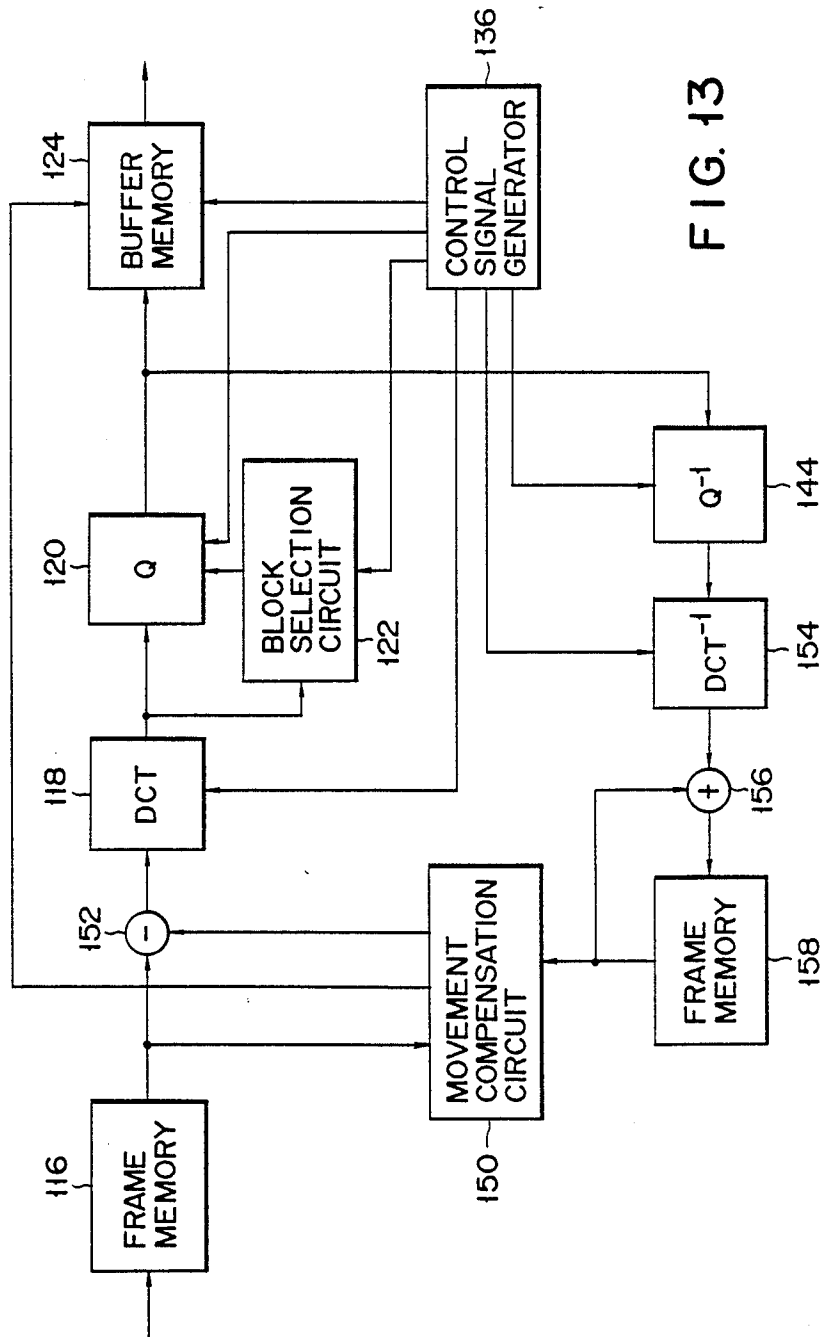 116
FRAME
MEMORY
152
-
118
DCT
120
Q
124
BUFFER
MEMORY
BLOCK
SELECTION
CIRCUIT
122
MOVEMENT
COMPENSATION
CIRCUIT
150
CONTROL
SIGNAL
GENERATOR
136
FRAME
MEMORY
158
+
156
DCT⁻¹
154
Q⁻¹
144
FIG. 13